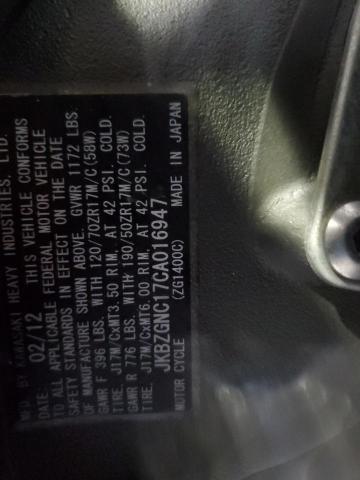 MFD. BY KAWASAKI HEAVY INDUSTRIES, LTD.
DATE: 02/12 THIS VEHICLE CONFORMS
TO ALL APPLICABLE FEDERAL MOTOR VEHICLE
SAFETY STANDARDS IN EFFECT ON THE DATE
OF MANUFACTURE SHOWN ABOVE. GVWR 1172 LBS.
GAWR F 396 LBS. WITH 120/70ZR17M/C(58W)
TIRE, J17M/CxMT3.50 RIM, AT 42 PSI. COLD.
GAWR R 776 LBS. WITH 190/50ZR17M/C(73W)
TIRE, J17M/CxMT6.00 RIM, AT 42 PSI. COLD.
JKBZGNC17CA016947
(ZG1400C)
MOTOR CYCLE MADE IN JAPAN